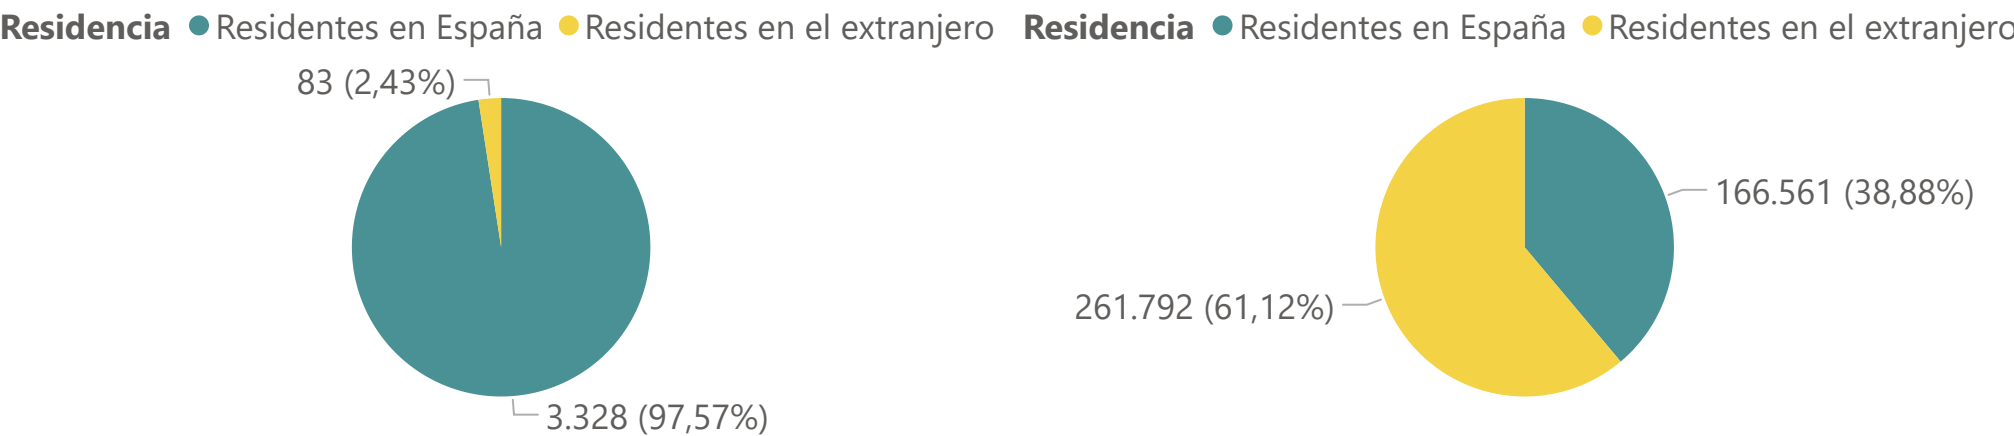 Residencia Residentes en España Residentes en el extranjero
83 (2,43%)
3.328 (97,57%)
Residencia Residentes en España Residentes en el extranjero
166.561 (38,88%)
261.792 (61,12%)